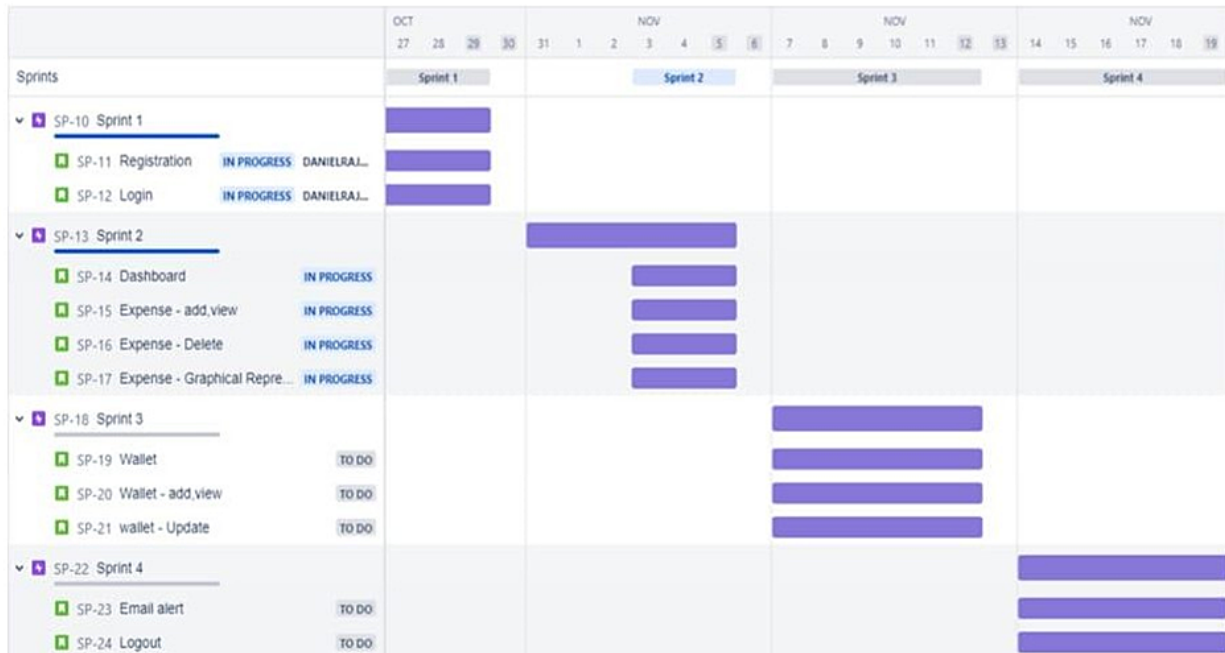 OCT NOV NOV NOV
27 28 29 30 31 1 2 3 4 5 6 7 8 9 10 11 12 13 14 15 16 17 18 19
Sprints Sprint 1 Sprint 2 Sprint 3 Sprint 4
SP-10 Sprint 1
SP-11 Registration IN PROGRESS DANIELRAJ...
SP-12 Login IN PROGRESS DANIELRAJ...
SP-13 Sprint 2
SP-14 Dashboard IN PROGRESS
SP-15 Expense - add,view IN PROGRESS
SP-16 Expense - Delete IN PROGRESS
SP-17 Expense - Graphical Repre... IN PROGRESS
SP-18 Sprint 3
SP-19 Wallet TO DO
SP-20 Wallet - add,view TO DO
SP-21 wallet - Update TO DO
SP-22 Sprint 4
SP-23 Email alert TO DO
SP-24 Logout TO DO